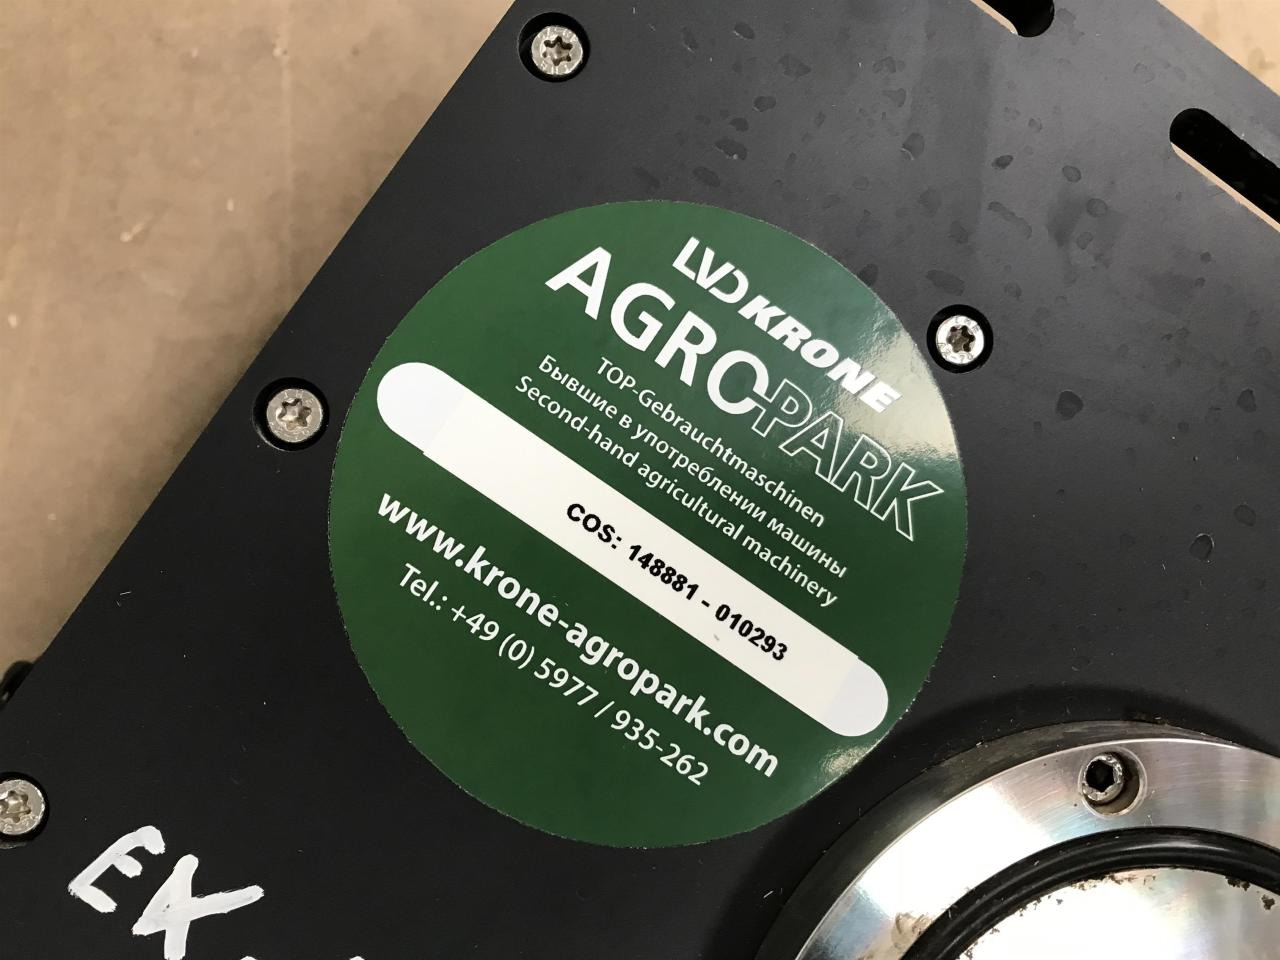 LVD KRONE
AGROPARK
TOP-Gebrauchtmaschinen
Бывшие в употреблении машины
Second-hand agricultural machinery
COS: 148881 - 010293
www.krone-agropark.com
Tel.: +49 (0) 5977 / 935-262
EK